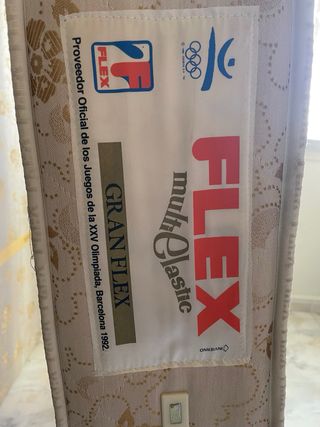 FLEX
FLEX
multielastic
GRAN FLEX
Proveedor Oficial de los Juegos de la XXV Olimpiada, Barcelona 1992.